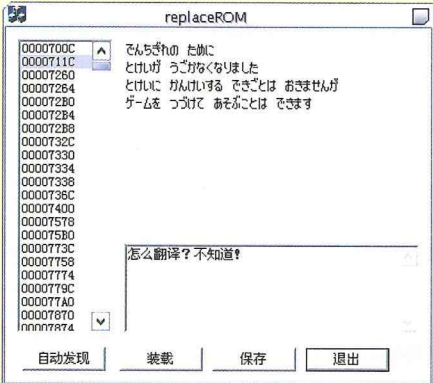 replaceROM
0000700C
0000711C
00007260
00007264
000072B0
000072B4
000072B8
0000732C
00007330
00007334
00007338
0000736C
00007400
00007578
000075B0
0000773C
00007758
00007774
0000779C
000077A0
00007870
00007874
でんちぎれの ために
とけいが うごかなくなりました
とけいに かんけいする できごとは おきませんが
ゲームを つづけて あそぶことは できます
怎么翻译?不知道!
自动发现 装载 保存 退出